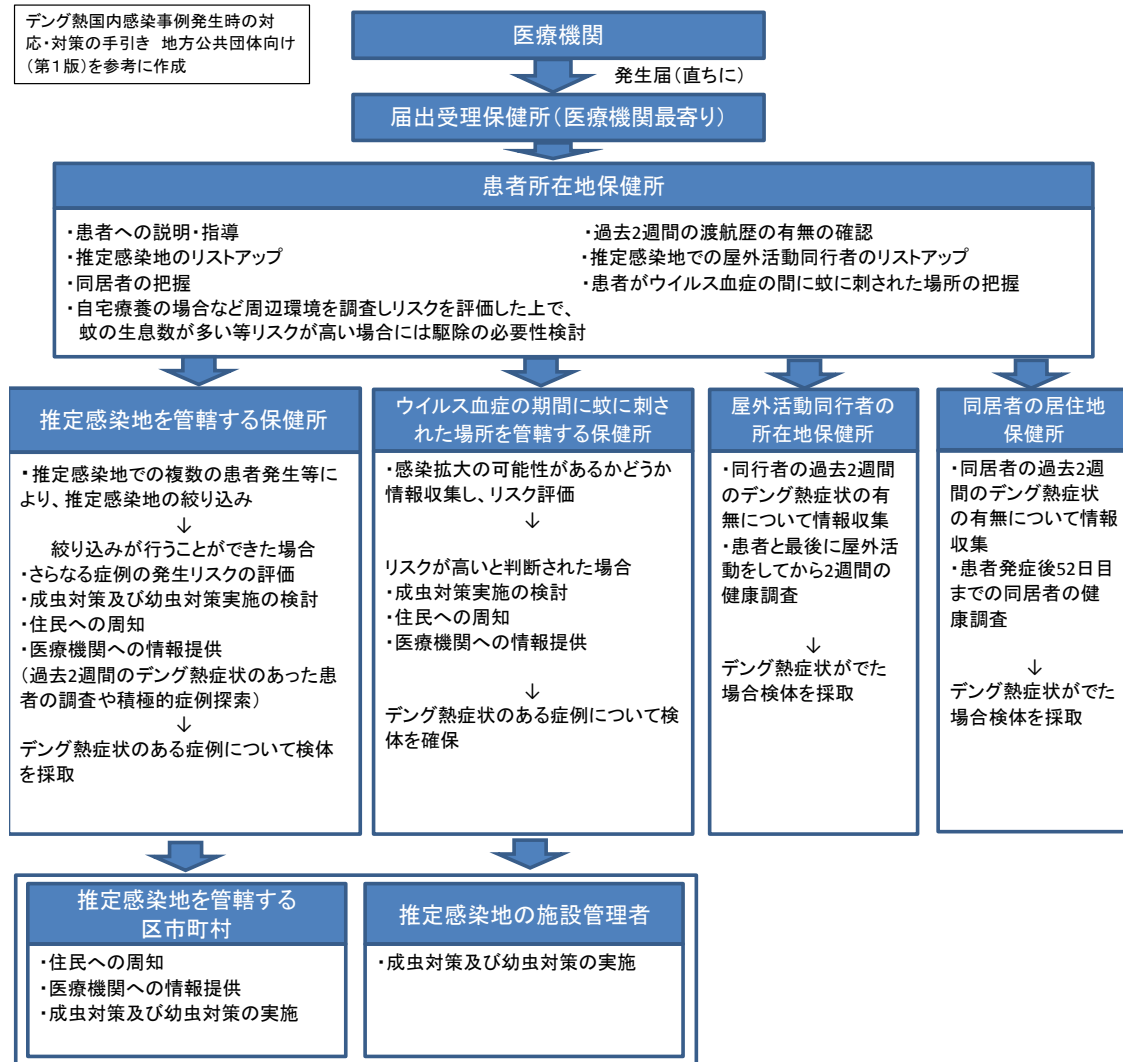 デング熱国内感染事例発生時の対
応・対策の手引き 地方公共団体向け
(第1版)を参考に作成
医療機関
発生届(直ちに)
届出受理保健所(医療機関最寄り)
患者所在地保健所
・患者への説明・指導
・推定感染地のリストアップ
・同居者の把握
・自宅療養の場合など周辺環境を調査しリスクを評価した上で、
蚊の生息数が多い等リスクが高い場合には駆除の必要性検討
・過去2週間の渡航歴の有無の確認
・推定感染地での屋外活動同行者のリストアップ
・患者がウイルス血症の間に蚊に刺された場所の把握
推定感染地を管轄する保健所
・推定感染地での複数の患者発生等
により、推定感染地の絞り込み
↓
絞り込みが行うことができた場合
・さらなる症例の発生リスクの評価
・成虫対策及び幼虫対策実施の検討
・住民への周知
・医療機関への情報提供
(過去2週間のデング熱症状のあった患
者の調査や積極的症例探索)
↓
デング熱症状のある症例について検体
を採取
ウイルス血症の期間に蚊に刺さ
れた場所を管轄する保健所
・感染拡大の可能性があるかどうか
情報収集し、リスク評価
↓
リスクが高いと判断された場合
・成虫対策実施の検討
・住民への周知
・医療機関への情報提供
↓
デング熱症状のある症例について検
体を確保
屋外活動同行者の
所在地保健所
・同行者の過去2週間
のデング熱症状の有
無について情報収集
・患者と最後に屋外活
動をしてから2週間の
健康調査
↓
デング熱症状がでた
場合検体を採取
同居者の居住地
保健所
・同居者の過去2週
間のデング熱症状
の有無について情報
収集
・患者発症後52日目
までの同居者の健
康調査
↓
デング熱症状がでた
場合検体を採取
推定感染地を管轄する
区市町村
・住民への周知
・医療機関への情報提供
・成虫対策及び幼虫対策の実施
推定感染地の施設管理者
・成虫対策及び幼虫対策の実施